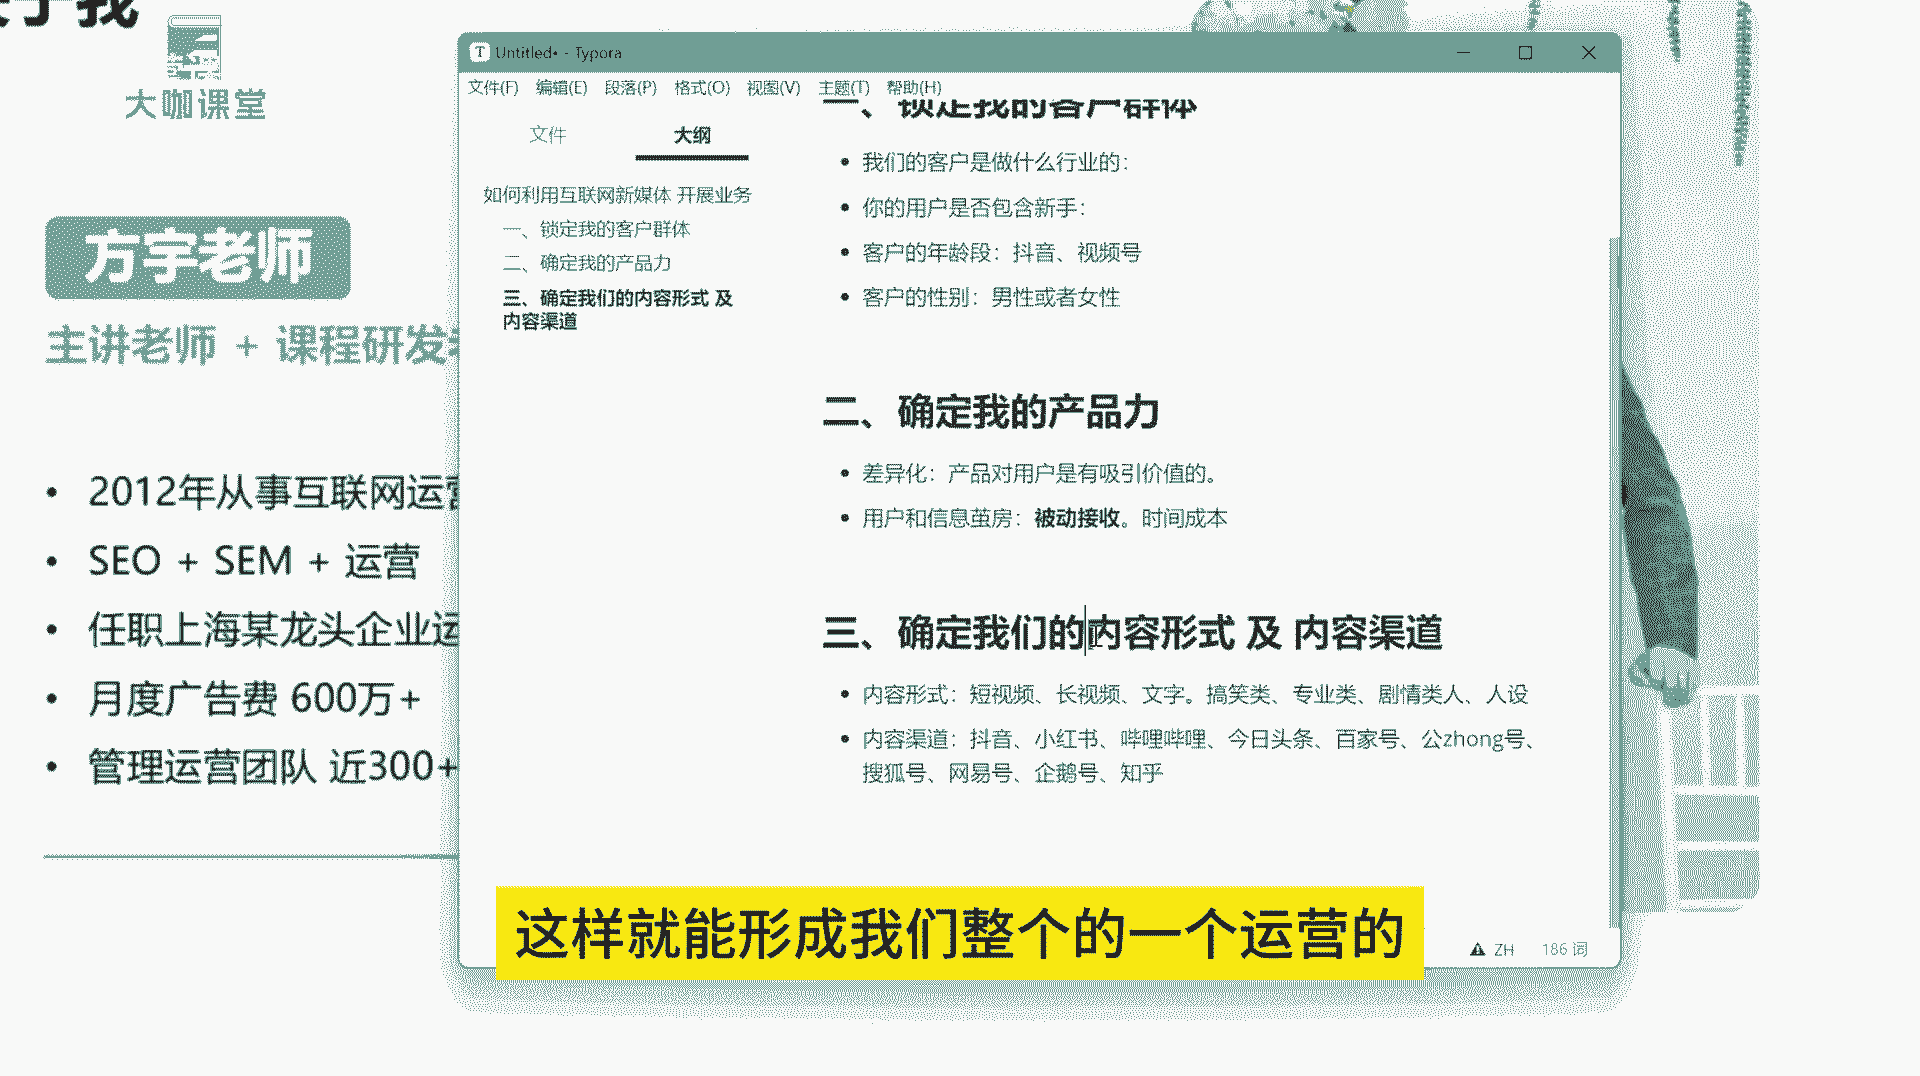 关于我
大咖课堂
方宇老师
主讲老师 + 课程研发
2012年从事互联网运营
SEO + SEM + 运营
任职上海某龙头企业运
月度广告费 600万+
管理运营团队 近300+
Untitled• - Typora
文件(F) 编辑(E) 段落(P) 格式(O) 视图(V) 主题(T) 帮助(H)
文件 大纲
如何利用互联网新媒体 开展业务
一、锁定我的客户群体
二、确定我的产品力
三、确定我们的内容形式 及
内容渠道
一、锁定我的客户群体
我们的客户是做什么行业的：
你的用户是否包含新手：
客户的年龄段：抖音、视频号
客户的性别：男性或者女性
二、确定我的产品力
差异化：产品对用户是有吸引价值的。
用户和信息茧房：被动接收。时间成本
三、确定我们的内容形式 及 内容渠道
内容形式：短视频、长视频、文字。搞笑类、专业类、剧情类人、人设
内容渠道：抖音、小红书、哔哩哔哩、今日头条、百家号、公zhong号、
搜狐号、网易号、企鹅号、知乎
ZH 186 词
这样就能形成我们整个的一个运营的